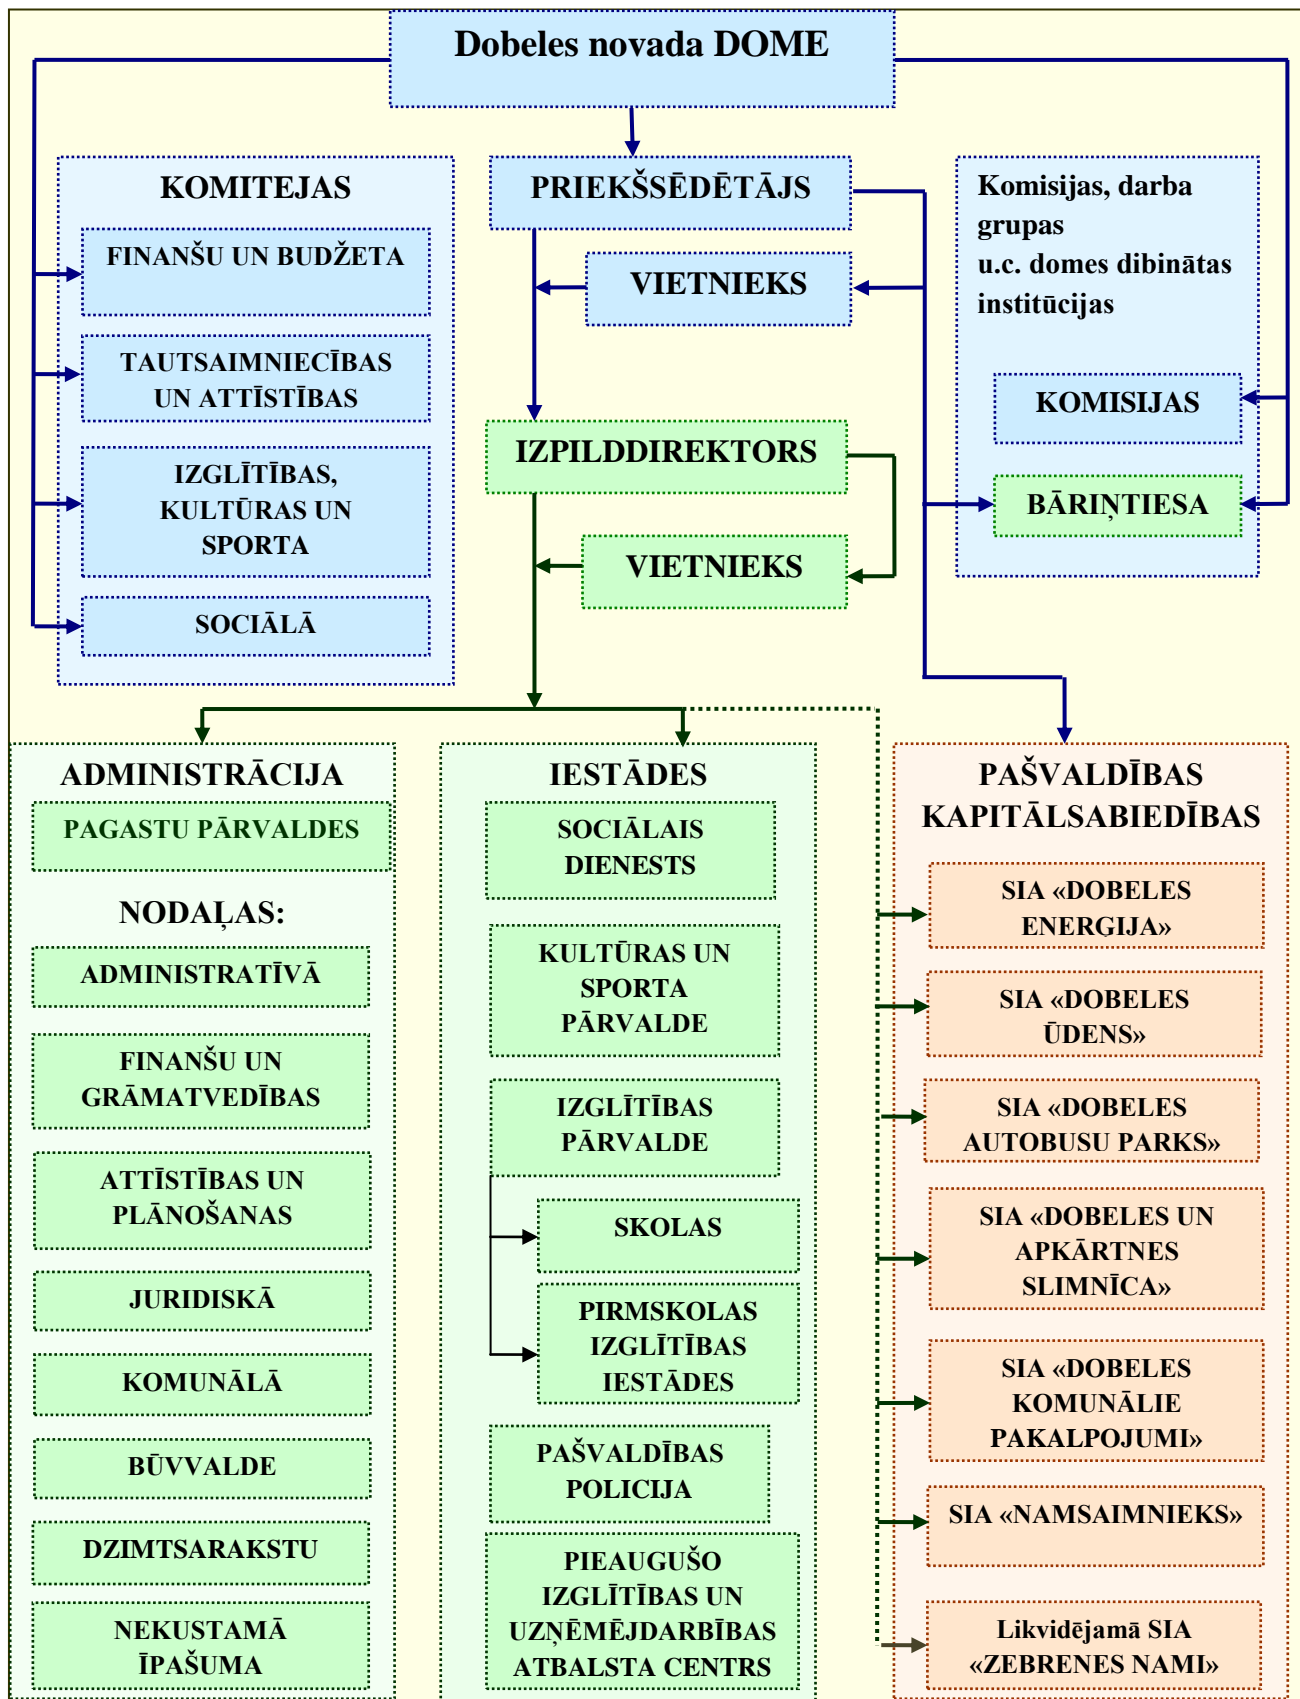 Dobeles novada DOME
KOMITEJAS
FINANŠU UN BUDŽETA
TAUTSAIMNIECĪBAS
UN ATTĪSTĪBAS
IZGLĪTĪBAS,
KULTŪRAS UN
SPORTA
SOCIĀLĀ
PRIEKŠSĒDĒTĀJS
VIETNIEKS
IZPILDDIREKTORS
VIETNIEKS
Komisijas, darba
grupas
u.c. domes dibinātas
institūcijas
KOMISIJAS
BĀRIŅTIESA
ADMINISTRĀCIJA
PAGASTU PĀRVALDES
NODAĻAS:
ADMINISTRATĪVĀ
FINANŠU UN
GRĀMATVEDĪBAS
ATTĪSTĪBAS UN
PLĀNOŠANAS
JURIDISKĀ
KOMUNĀLĀ
BŪVVALDE
DZIMTSARAKSTU
NEKUSTAMĀ
ĪPAŠUMA
IESTĀDES
SOCIĀLAIS
DIENESTS
KULTŪRAS UN
SPORTA
PĀRVALDE
IZGLĪTĪBAS
PĀRVALDE
SKOLAS
PIRMSKOLAS
IZGLĪTĪBAS
IESTĀDES
PAŠVALDĪBAS
POLICIJA
PIEAUGUŠO
IZGLĪTĪBAS UN
UZŅĒMĒJDARBĪBAS
ATBALSTA CENTRS
PAŠVALDĪBAS
KAPITĀLSABIEDĪBAS
SIA «DOBELES
ENERĢIJA»
SIA «DOBELES
ŪDENS»
SIA «DOBELES
AUTOBUSU PARKS»
SIA «DOBELES UN
APKĀRTNES
SLIMNĪCA»
SIA «DOBELES
KOMUNĀLIE
PAKALPOJUMI»
SIA «NAMSAIMNIEKS»
Likvidējamā SIA
«ZEBRENES NAMI»